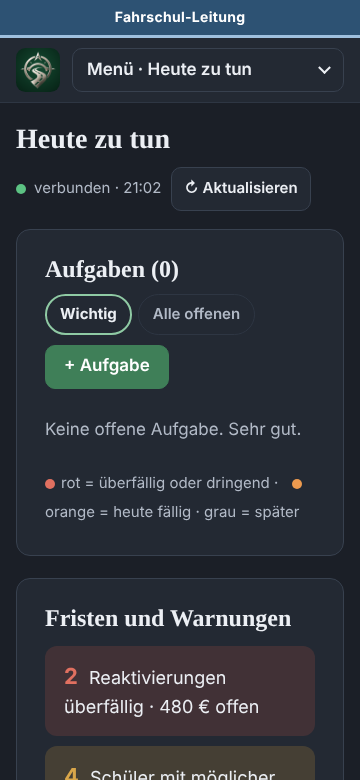 Fahrschul-Leitung
Menü · Heute zu tun
Heute zu tun
verbunden · 21:02
↻ Aktualisieren
Aufgaben (0)
Wichtig
Alle offenen
+ Aufgabe
Keine offene Aufgabe. Sehr gut.
rot = überfällig oder dringend ·
orange = heute fällig · grau = später
Fristen und Warnungen
2 Reaktivierungen
überfällig · 480 € offen
4 Schüler mit möglicher